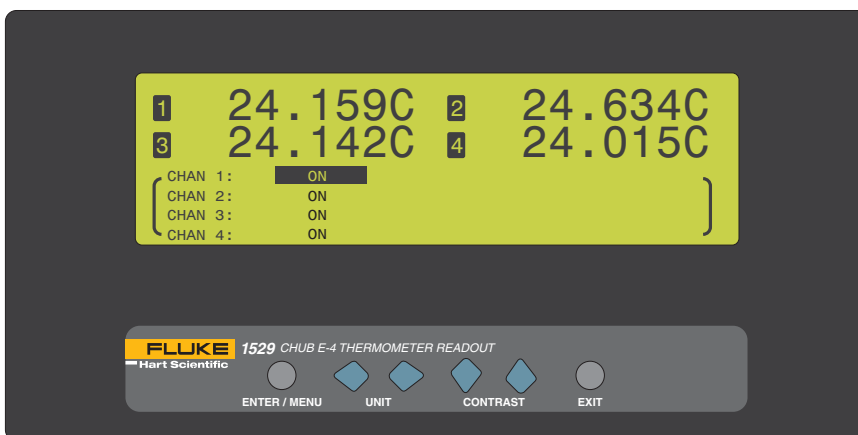 1 24.159C 2 24.634C
3 24.142C 4 24.015C
CHAN 1: ON
CHAN 2: ON
CHAN 3: ON
CHAN 4: ON
FLUKE 1529 CHUB E-4 THERMOMETER READOUT
Hart Scientific
ENTER / MENU UNIT CONTRAST EXIT